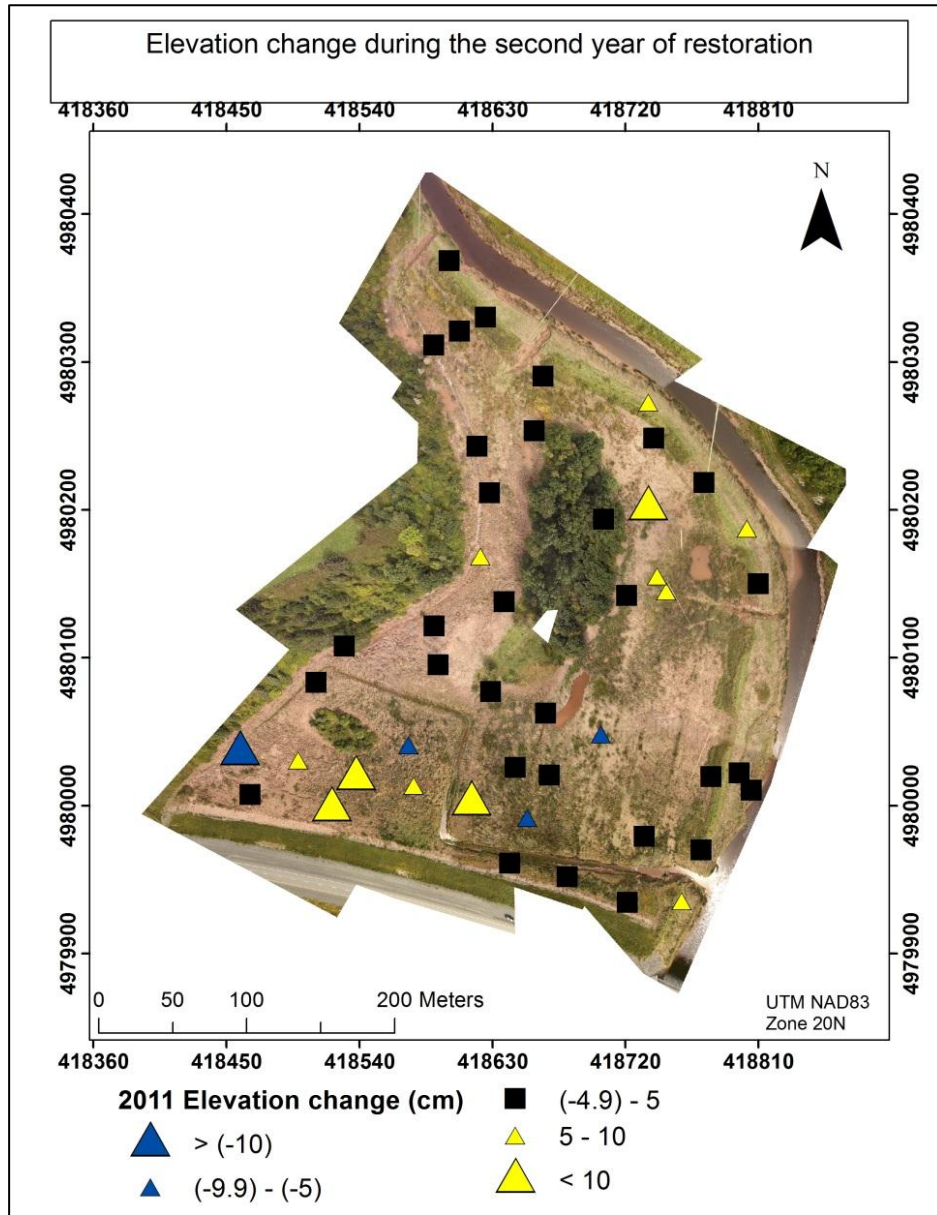 Elevation change during the second year of restoration
418360 418450 418540 418630 418720 418810
N
4980400 4980400
4980300 4980300
4980200 4980200
4980100 4980100
4980000 4980000
4979900 4979900
0 50 100 200 Meters
UTM NAD83
Zone 20N
418360 418450 418540 418630 418720 418810
2011 Elevation change (cm)
> (-10)
(-9.9) - (-5)
(-4.9) - 5
5 - 10
< 10